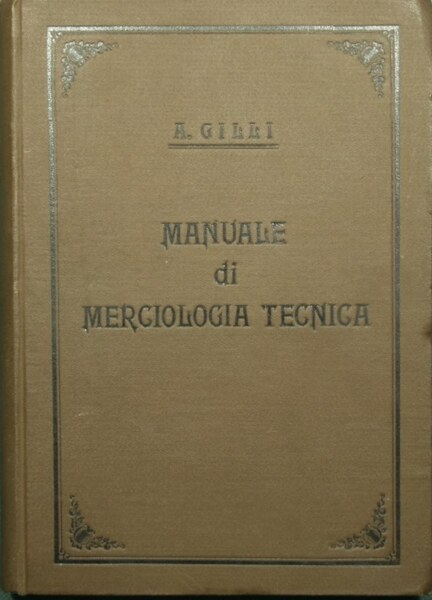 A. GILLI
MANUALE
di
MERCIOLOGIA TECNICA